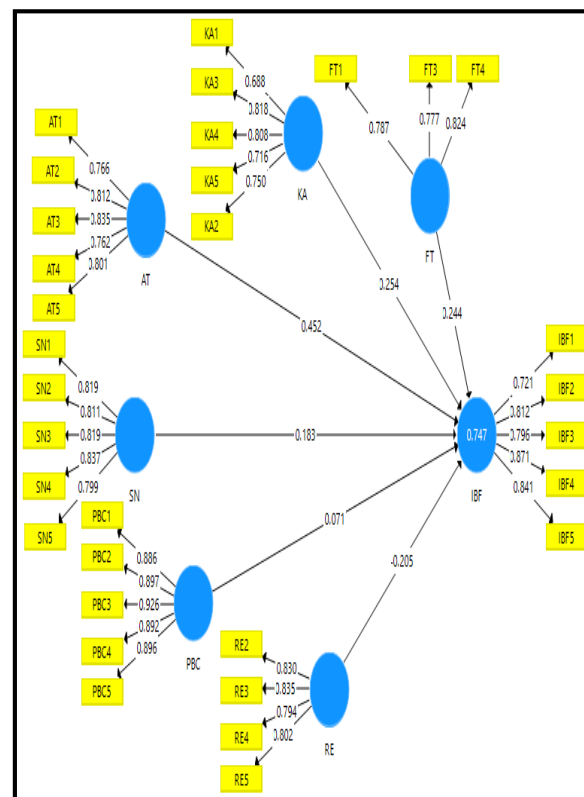 KA1
KA3
KA4
KA5
KA2
0.688
0.818
0.808
0.716
0.750
KA
FT1
FT3
FT4
0.787
0.777
0.824
FT
AT1
AT2
AT3
AT4
AT5
0.766
0.812
0.835
0.762
0.801
AT
0.254
0.244
0.452
SN1
SN2
SN3
SN4
SN5
0.819
0.811
0.819
0.837
0.799
SN
0.183
IBF1
IBF2
IBF3
IBF4
IBF5
0.721
0.812
0.796
0.871
0.841
0.747
IBF
PBC1
PBC2
PBC3
PBC4
PBC5
0.886
0.897
0.926
0.892
0.896
PBC
0.071
-0.205
RE2
RE3
RE4
RE5
0.830
0.835
0.794
0.802
RE